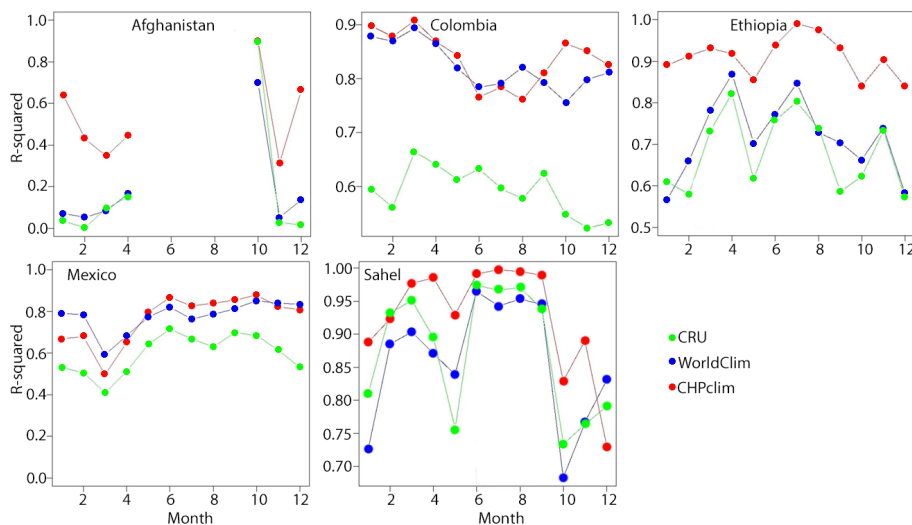 Afghanistan
Colombia
Ethiopia
R-squared
1.0
0.8
0.6
0.4
0.2
0.0
2 4 6 8 10 12
0.9
0.8
0.7
0.6
2 4 6 8 10 12
1.0
0.9
0.8
0.7
0.6
0.5
2 4 6 8 10 12
Mexico
Sahel
R-squared
1.0
0.8
0.6
0.4
0.2
0.0
2 4 6 8 10 12
Month
1.00
0.95
0.90
0.85
0.80
0.75
0.70
2 4 6 8 10 12
Month
CRU
WorldClim
CHPclim